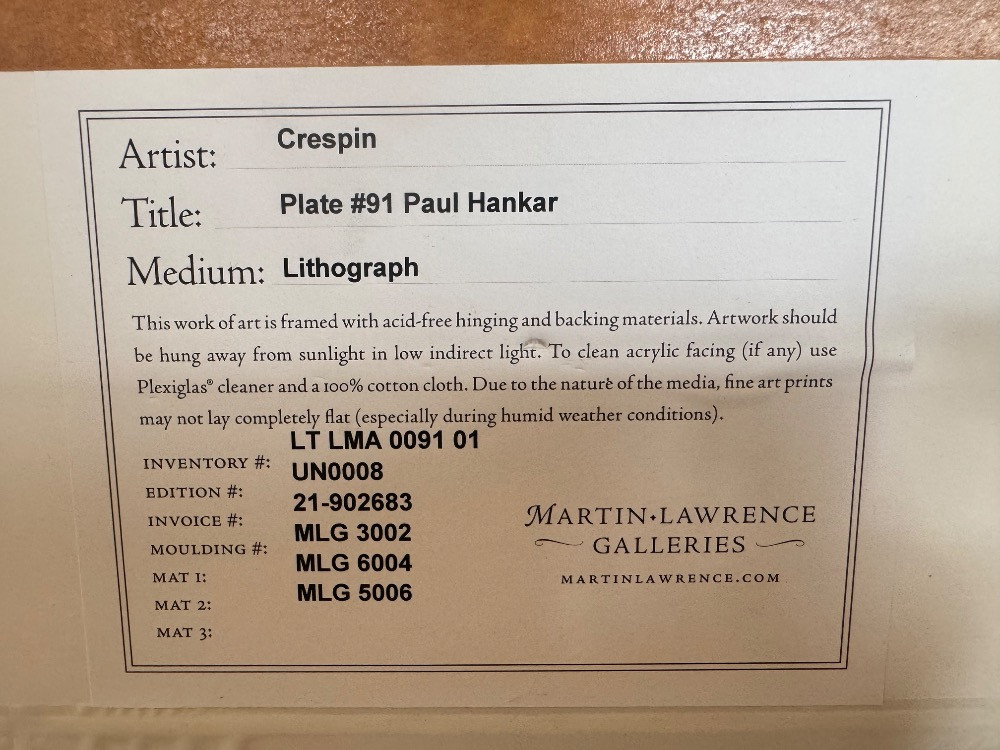 Artist: Crespin
Title: Plate #91 Paul Hankar
Medium: Lithograph
This work of art is framed with acid-free hinging and backing materials. Artwork should
be hung away from sunlight in low indirect light. To clean acrylic facing (if any) use
Plexiglas® cleaner and a 100% cotton cloth. Due to the nature of the media, fine art prints
may not lay completely flat (especially during humid weather conditions).
LT LMA 0091 01
INVENTORY #:
UN0008
EDITION #:
21-902683
INVOICE #:
MLG 3002
MOULDING #:
MLG 6004
MAT 1:
MLG 5006
MAT 2:
MAT 3:
MARTIN•LAWRENCE
GALLERIES
MARTINLAWRENCE.COM